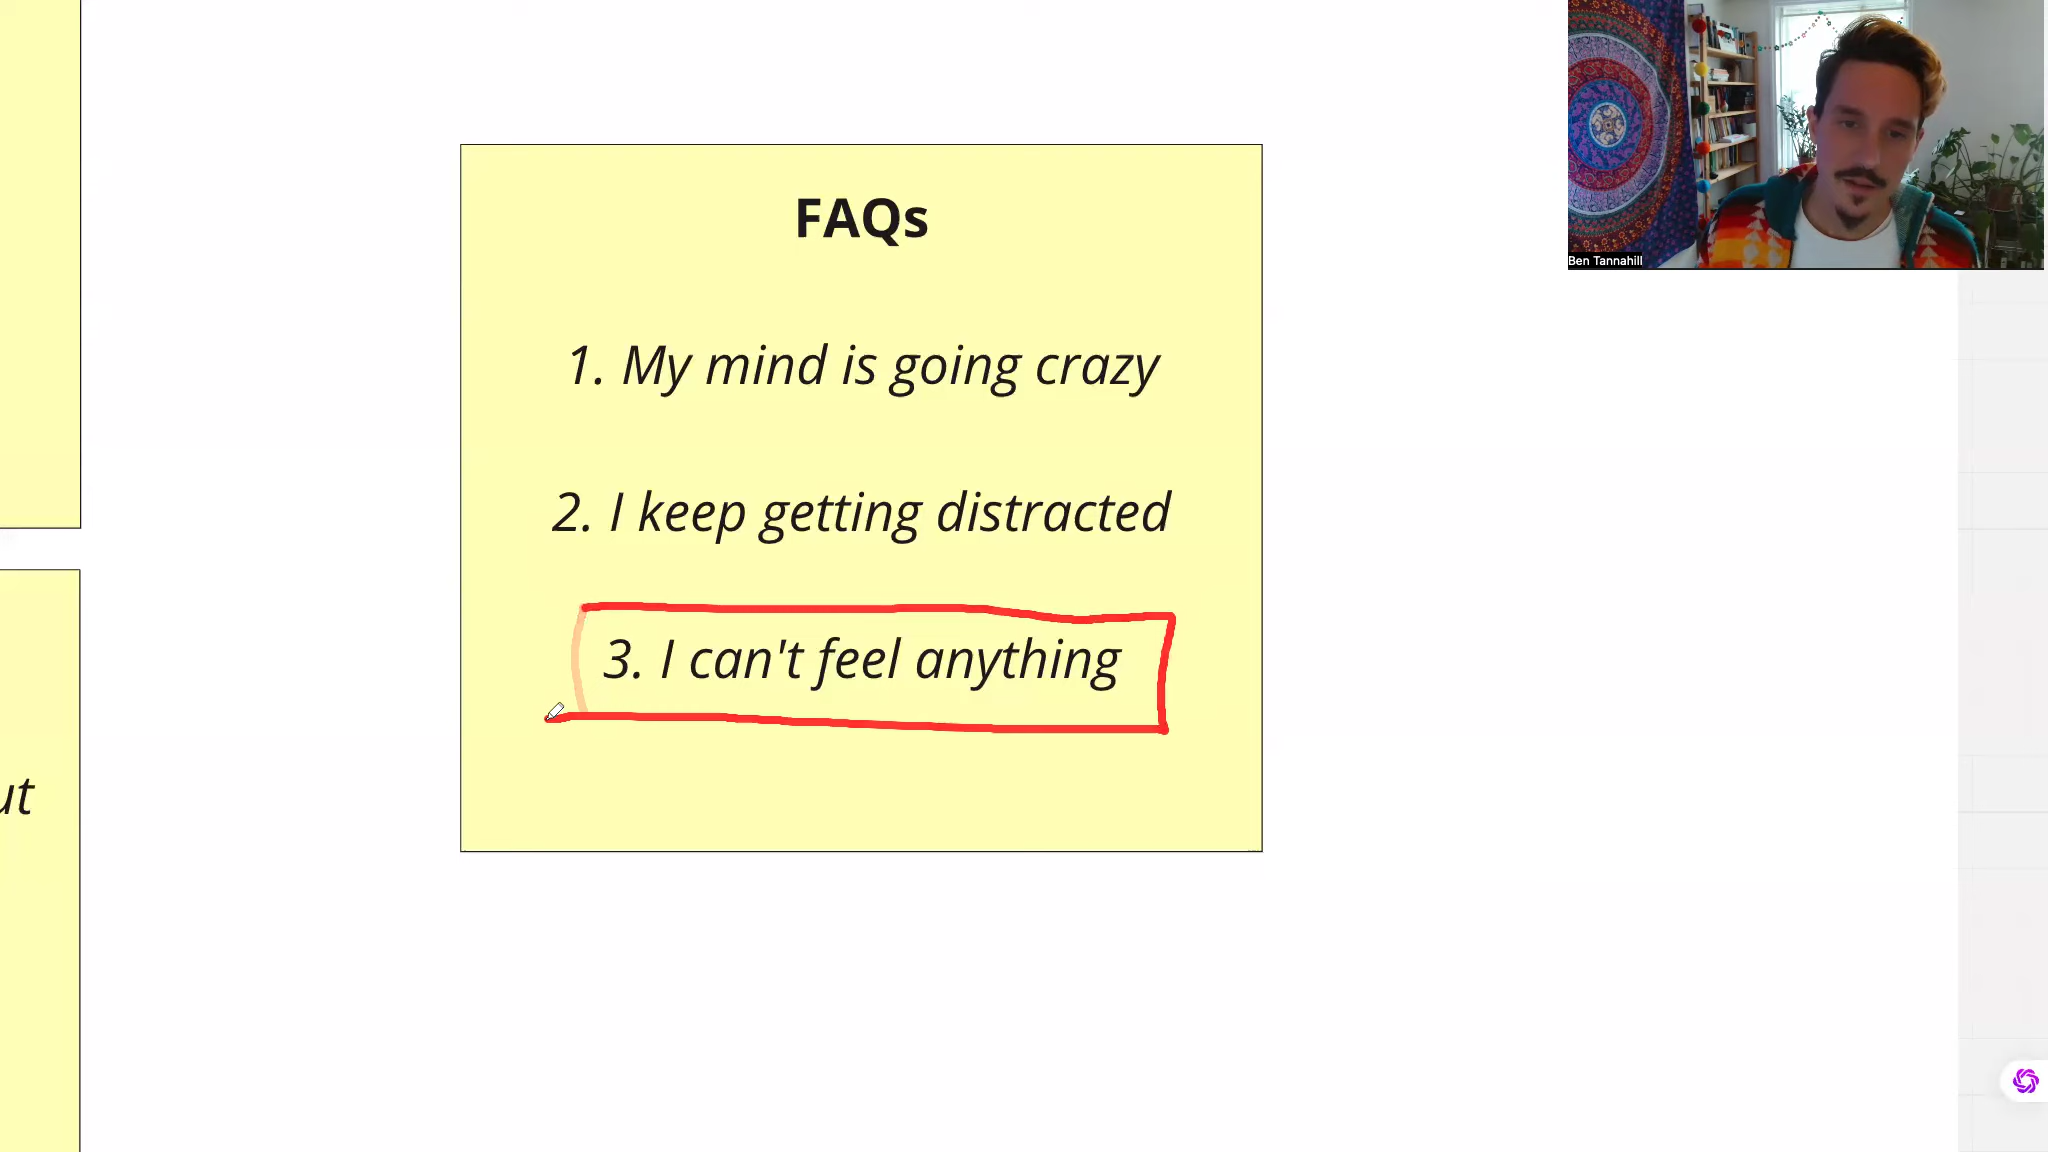 Ben Tannahill
FAQs
1. My mind is going crazy
2. I keep getting distracted
3. I can't feel anything
ut